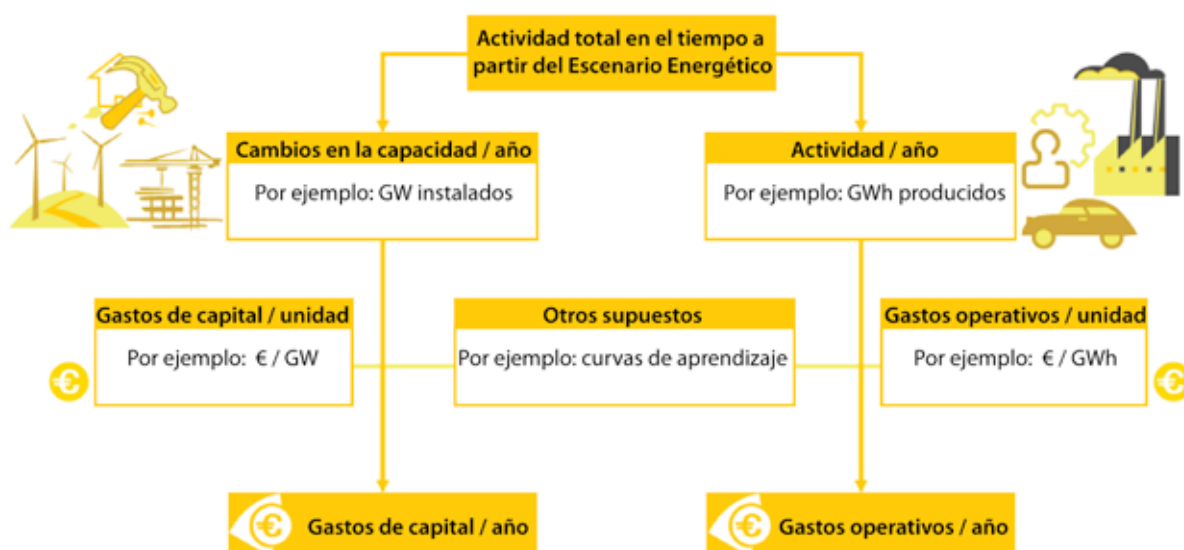 Actividad total en el tiempo a
partir del Escenario Energético
Cambios en la capacidad / año
Por ejemplo: GW instalados
Actividad / año
Por ejemplo: GWh producidos
Gastos de capital / unidad
Por ejemplo: € / GW
€
Otros supuestos
Por ejemplo: curvas de aprendizaje
Gastos operativos / unidad
Por ejemplo: € / GWh
€
€ Gastos de capital / año
€ Gastos operativos / año